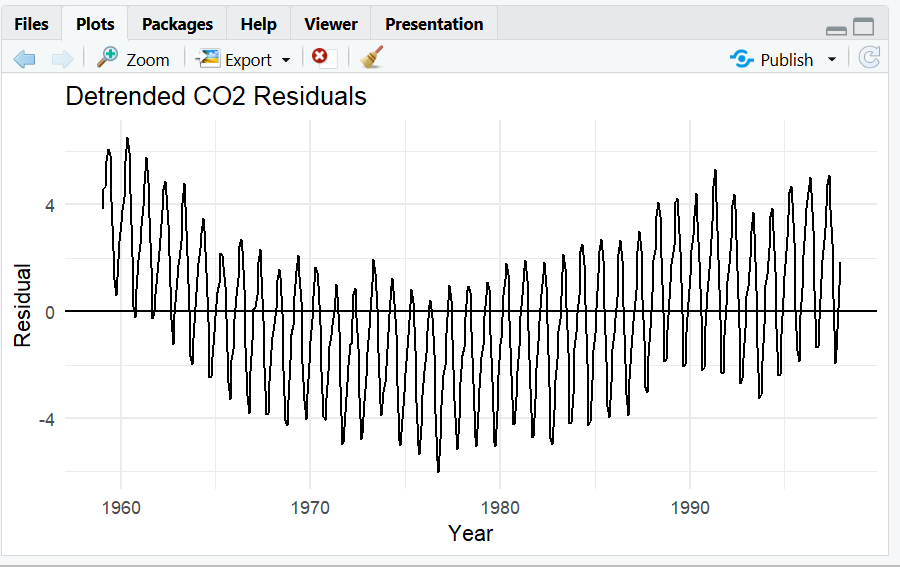 Files Plots Packages Help Viewer Presentation
Zoom Export Publish
Detrended CO2 Residuals
4
0
-4
Residual
1960 1970 1980 1990
Year